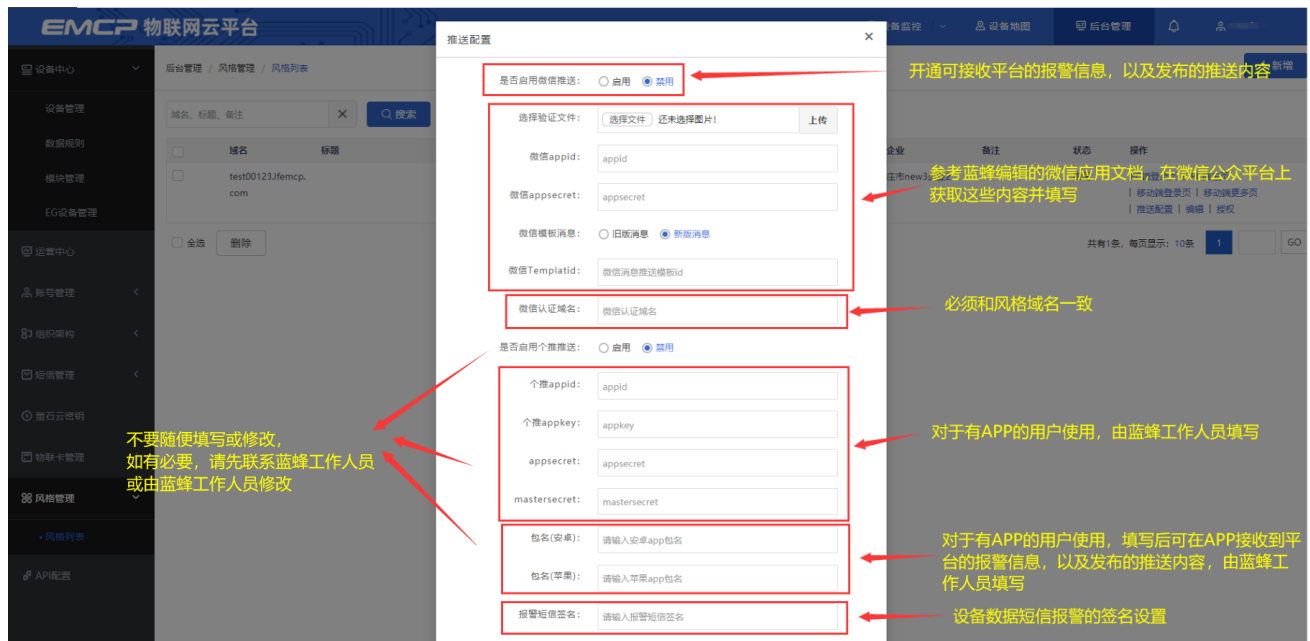 EMCP 物联网云平台
设备监控
设备地图
后台管理
设备中心
设备管理
数据规则
模块管理
EG设备管理
运营中心
账号管理
组织架构
短信管理
萤石云密钥
物联卡管理
风格管理
• 风格列表
API配置
后台管理 / 风格管理 / 风格列表
新增
域名、标题、备注
搜索
域名 标题
企业 备注 状态 操作
test00123.lfemcp.
com
庄市new3
| 移动端登录页 | 移动端更多页
| 推送配置 | 编辑 | 授权
全选 删除
共有1条，每页显示：10条 1 GO
推送配置
是否启用微信推送： 启用 禁用
选择验证文件： 选择文件 还未选择图片! 上传
微信appid： appid
微信appsecret： appsecret
微信模板消息： 旧版消息 新版消息
微信Templatid： 微信消息推送模板id
微信认证域名： 微信认证域名
是否启用个推推送： 启用 禁用
个推appid： appid
个推appkey： appkey
appsecret： appsecret
mastersecret： mastersecret
包名(安卓)： 请输入安卓app包名
包名(苹果)： 请输入苹果app包名
报警短信签名： 请输入报警短信签名
开通可接收平台的报警信息，以及发布的推送内容
参考蓝蜂编辑的微信应用文档，在微信公众平台上
获取这些内容并填写
必须和风格域名一致
对于有APP的用户使用，由蓝蜂工作人员填写
对于有APP的用户使用，填写后可在APP接收到平
台的报警信息，以及发布的推送内容，由蓝蜂工
作人员填写
设备数据短信报警的签名设置
不要随便填写或修改，
如有必要，请先联系蓝蜂工作人员
或由蓝蜂工作人员修改